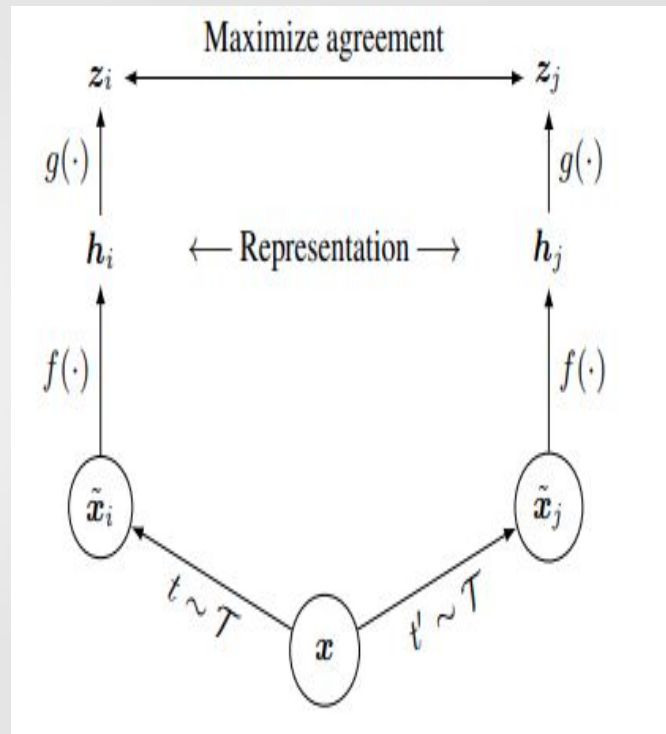 Maximize agreement
z_i z_j
g(·) g(·)
h_i ← Representation → h_j
f(·) f(·)
x̃_i x̃_j
t ~ 𝒯 t' ~ 𝒯
x